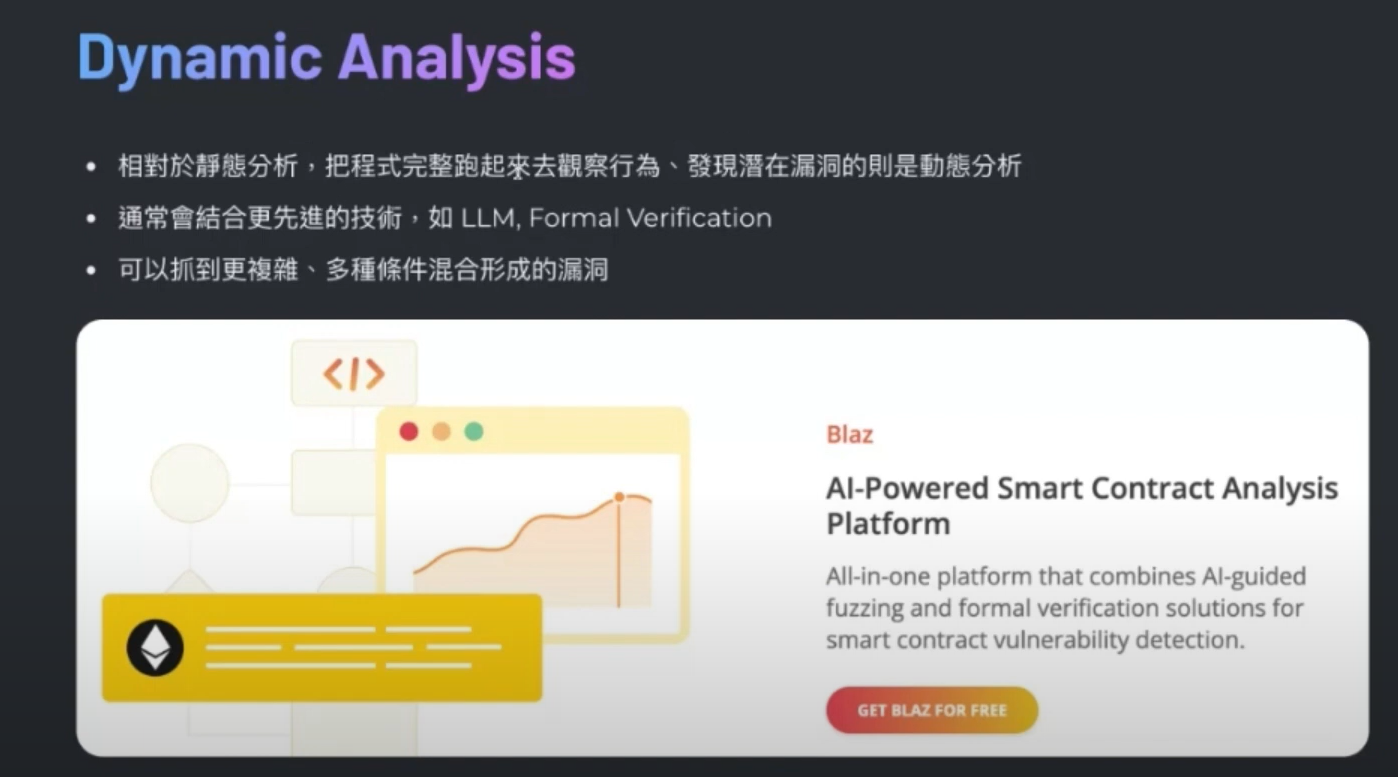 Dynamic Analysis
相對於靜態分析，把程式完整跑起來去觀察行為、發現潛在漏洞的則是動態分析
通常會結合更先進的技術，如 LLM, Formal Verification
可以抓到更複雜、多種條件混合形成的漏洞
</>
Blaz
AI-Powered Smart Contract Analysis
Platform
All-in-one platform that combines AI-guided
fuzzing and formal verification solutions for
smart contract vulnerability detection.
GET BLAZ FOR FREE